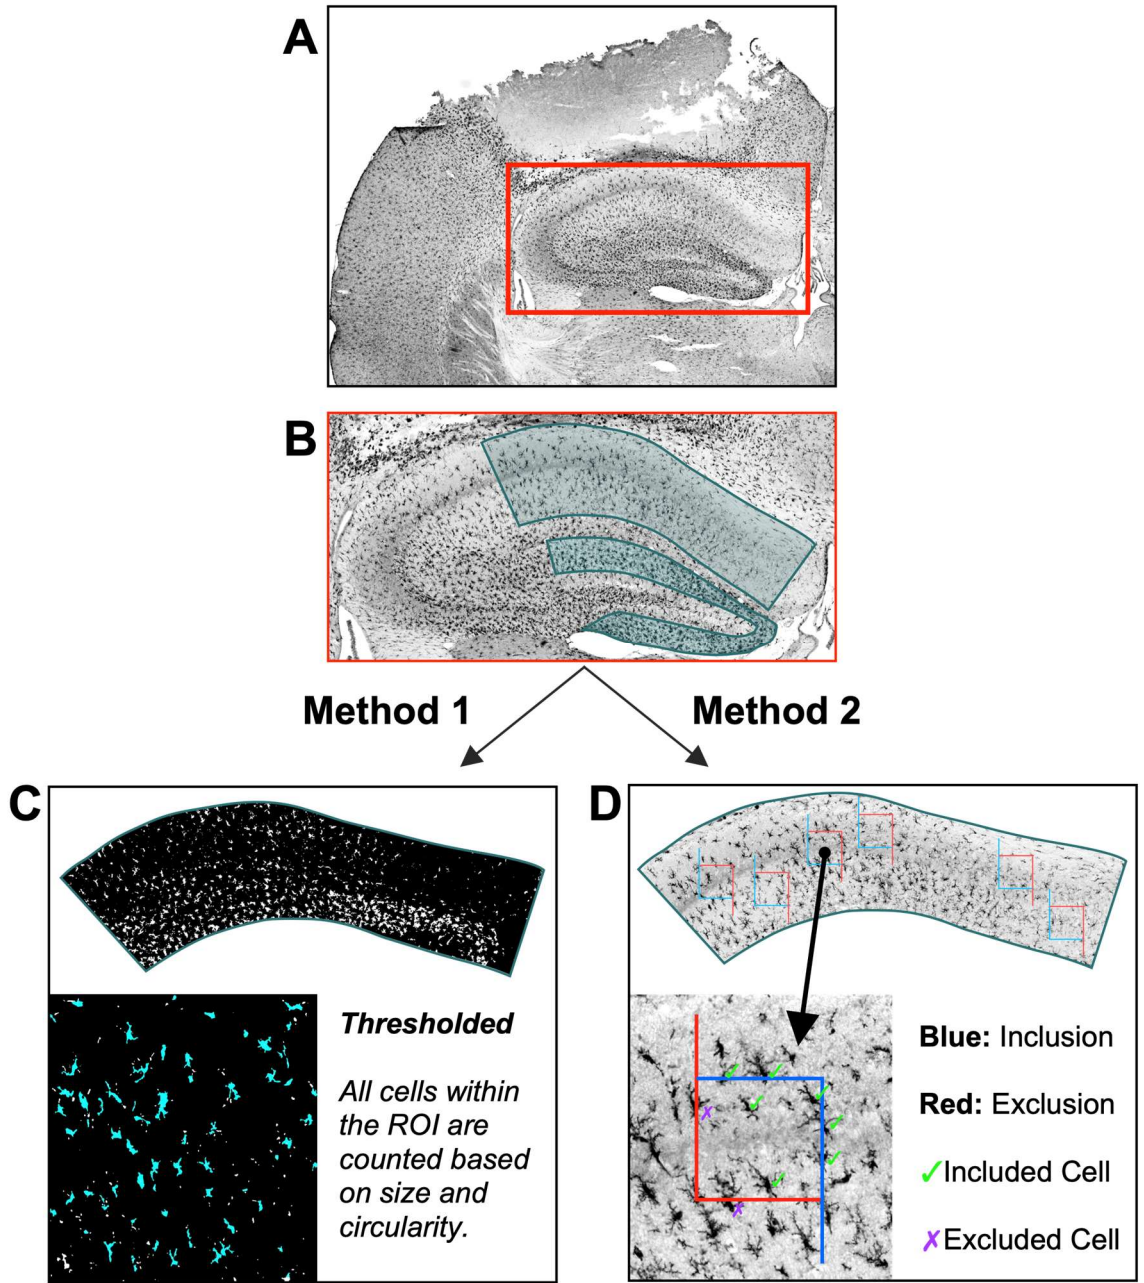 A
B
Method 1
Method 2
C
D
Thresholded
All cells within
the ROI are
counted based
on size and
circularity.
Blue: Inclusion
Red: Exclusion
✓Included Cell
✗Excluded Cell